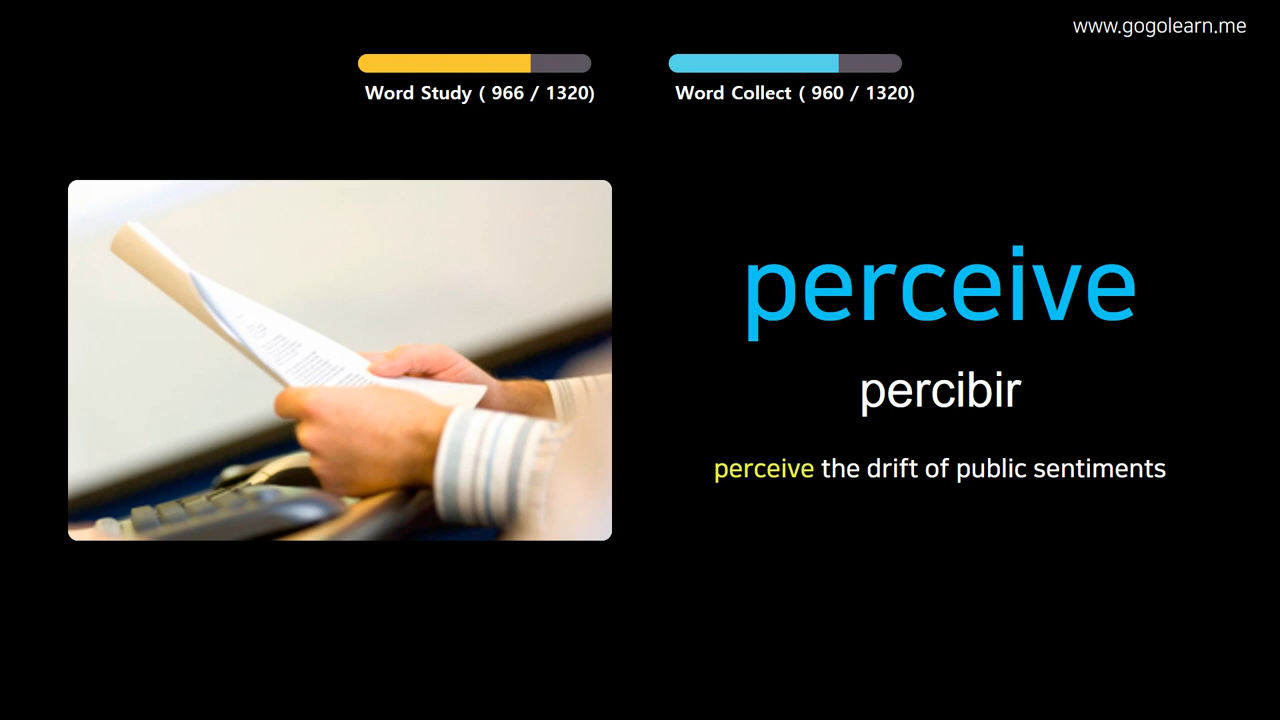 www.gogolearn.me
Word Study ( 966 / 1320)
Word Collect ( 960 / 1320)
perceive
percibir
perceive the drift of public sentiments